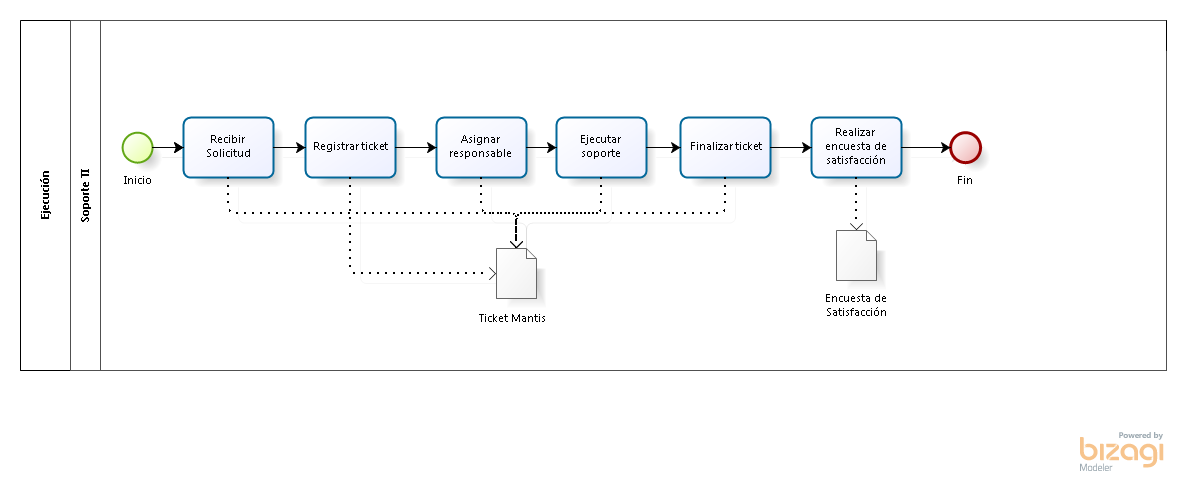 Ejecución
Soporte II
Inicio
Recibir
Solicitud
Registrar ticket
Asignar
responsable
Ejecutar
soporte
Finalizar ticket
Realizar
encuesta de
satisfacción
Fin
Ticket Mantis
Encuesta de
Satisfacción
Powered by
bizagi
Modeler